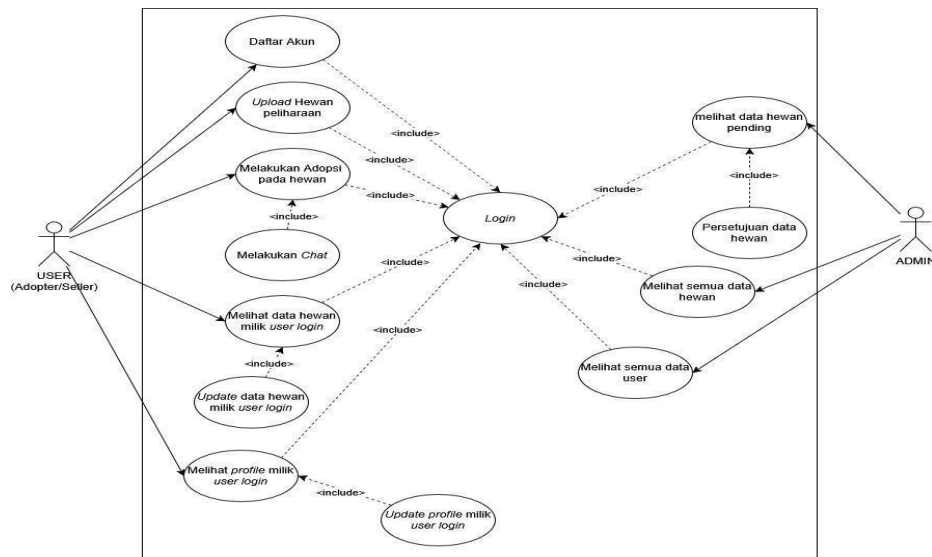 Daftar Akun
Upload Hewan
peliharaan
<include>
<include>
melihat data hewan
pending
Melakukan Adopsi
pada hewan
<include>
<include>
<include>
<include>
Login
Persetujuan data
hewan
Melakukan Chat
USER
(Adopter/Seller)
ADMIN
<include>
<include>
Melihat semua data
hewan
Melihat data hewan
milik user login
<include>
<include>
<include>
Melihat semua data
user
Update data hewan
milik user login
Melihat profile milik
user login
<include>
Update profile milik
user login